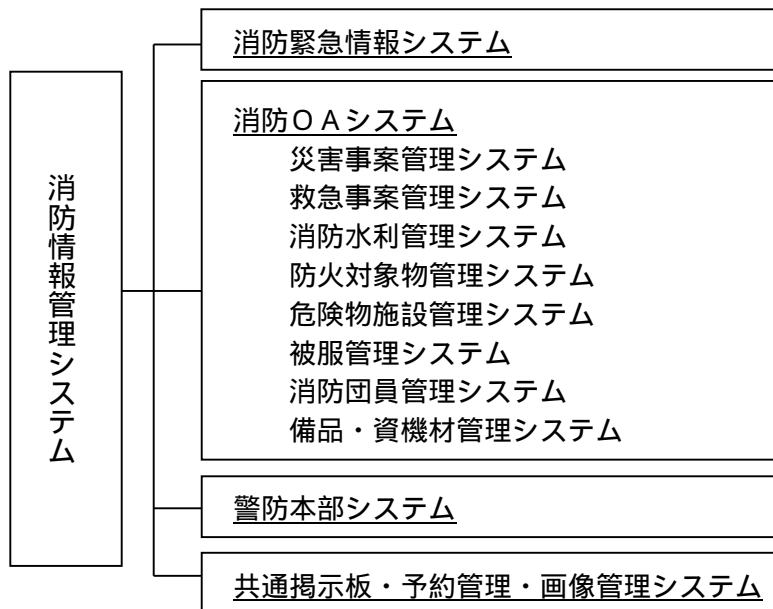 消防情報管理システム
消防緊急情報システム
消防ＯＡシステム
災害事案管理システム
救急事案管理システム
消防水利管理システム
防火対象物管理システム
危険物施設管理システム
被服管理システム
消防団員管理システム
備品・資機材管理システム
警防本部システム
共通掲示板・予約管理・画像管理システム